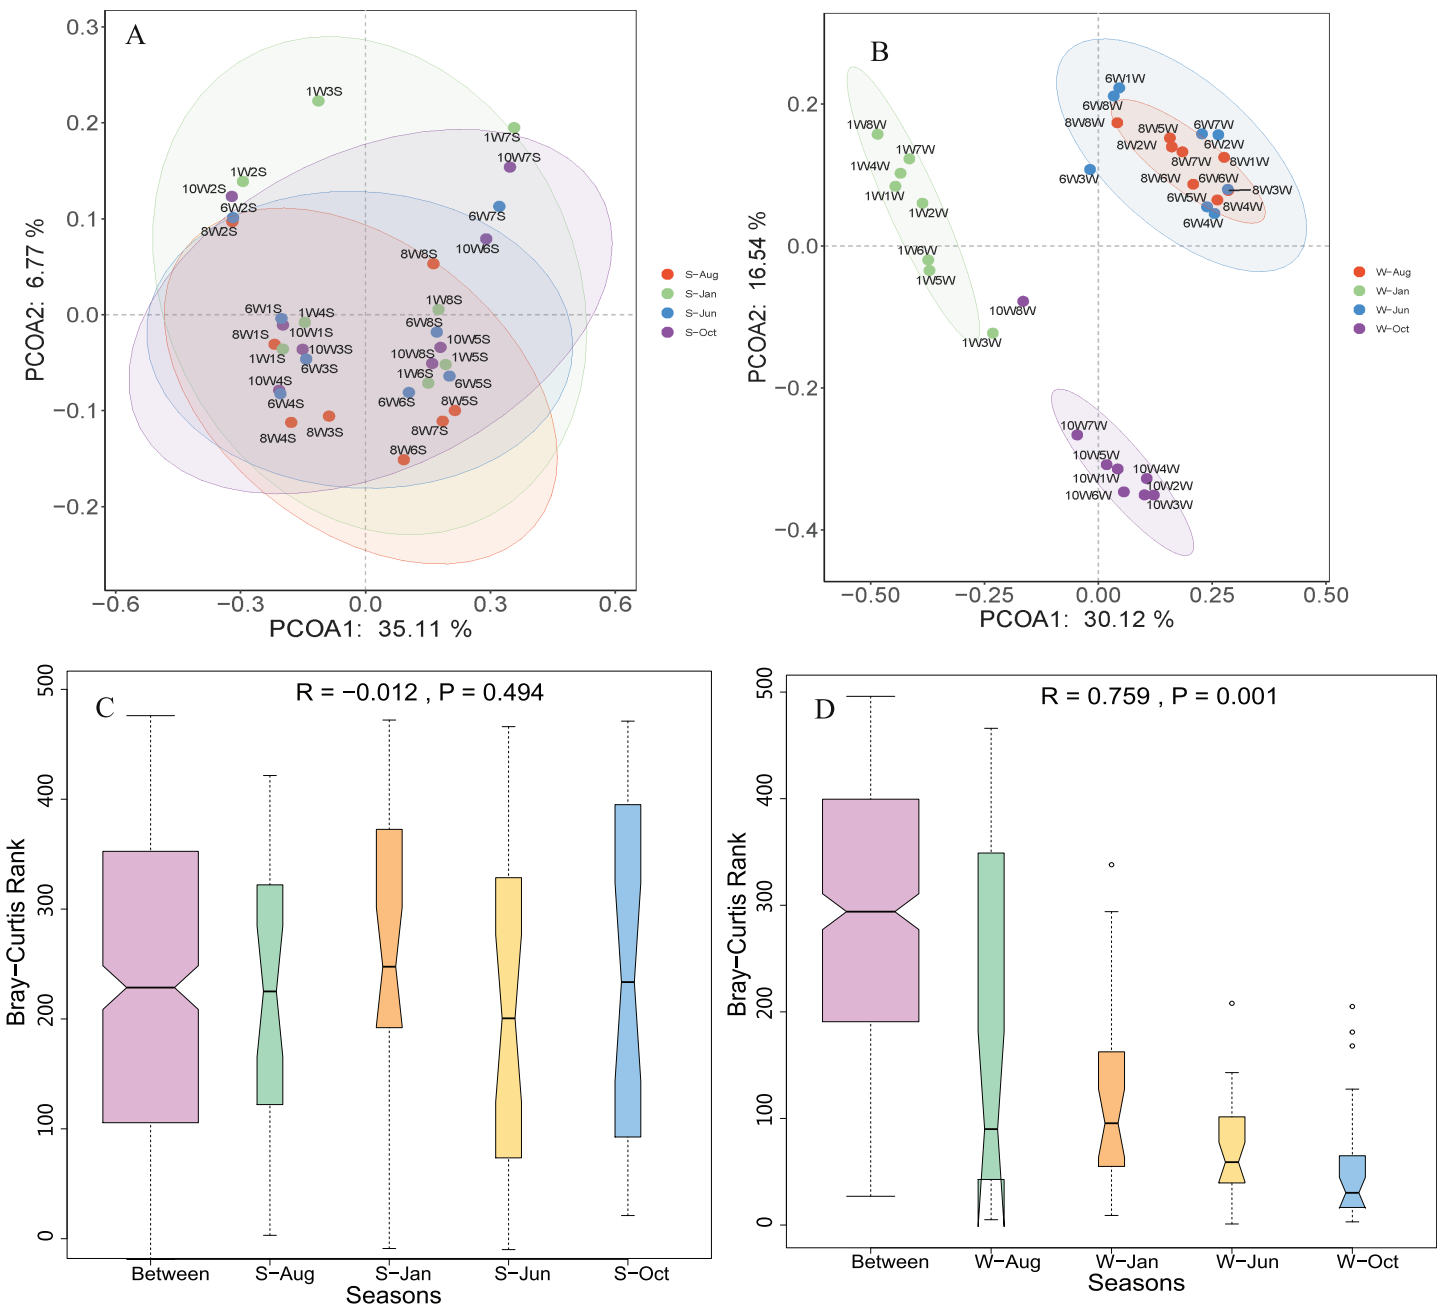 A
0.3
0.2
0.1
0.0
−0.1
−0.2
PCOA2: 6.77 %
1W3S
1W7S
10W7S
1W2S
10W2S
6W2S
8W2S
6W7S
10W6S
8W8S
1W8S
6W1S
1W4S
6W8S
8W1S
10W1S
10W5S
10W3S
10W8S
1W1S
1W5S
6W3S
1W6S
10W4S
6W5S
6W4S
6W6S
8W5S
8W4S
8W3S
8W7S
8W6S
−0.6
−0.3
0.0
0.3
0.6
PCOA1: 35.11 %
S−Aug
S−Jan
S−Jun
S−Oct
B
0.2
0.0
−0.2
−0.4
PCOA2: 16.54 %
6W1W
6W8W
1W8W
8W8W
8W5W
6W7W
1W7W
8W2W
6W2W
1W4W
8W7W
8W1W
6W3W
8W6W
6W6W
1W1W
8W3W
6W5W
1W2W
8W4W
6W4W
1W6W
1W5W
10W8W
1W3W
10W7W
10W5W
10W4W
10W1W
10W2W
10W6W
10W3W
−0.50
−0.25
0.00
0.25
0.50
PCOA1: 30.12 %
W−Aug
W−Jan
W−Jun
W−Oct
C
R = −0.012 , P = 0.494
500
400
300
200
100
0
Bray−Curtis Rank
Between
S−Aug
S−Jan
S−Jun
S−Oct
Seasons
D
R = 0.759 , P = 0.001
500
400
300
200
100
0
Bray−Curtis Rank
Between
W−Aug
W−Jan
W−Jun
W−Oct
Seasons